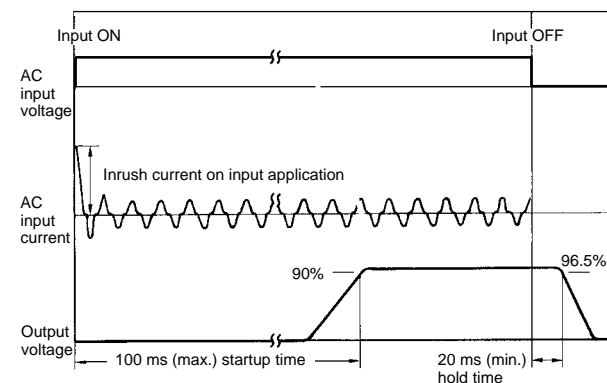 Input ON
Input OFF
AC
input
voltage
Inrush current on input application
AC
input
current
90%
96.5%
Output
voltage
100 ms (max.) startup time
20 ms (min.)
hold time